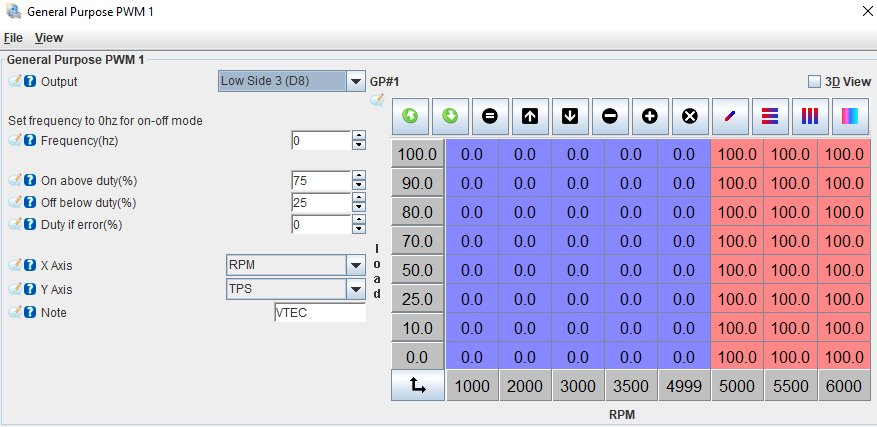 General Purpose PWM 1
File View
General Purpose PWM 1
Output Low Side 3 (D8) GP#1 3D View
Set frequency to 0hz for on-off mode
Frequency(hz) 0
On above duty(%) 75
Off below duty(%) 25
Duty if error(%) 0
X Axis RPM
Y Axis TPS
Note VTEC
load
100.0 0.0 0.0 0.0 0.0 0.0 100.0 100.0 100.0
90.0 0.0 0.0 0.0 0.0 0.0 100.0 100.0 100.0
80.0 0.0 0.0 0.0 0.0 0.0 100.0 100.0 100.0
70.0 0.0 0.0 0.0 0.0 0.0 100.0 100.0 100.0
50.0 0.0 0.0 0.0 0.0 0.0 100.0 100.0 100.0
25.0 0.0 0.0 0.0 0.0 0.0 100.0 100.0 100.0
10.0 0.0 0.0 0.0 0.0 0.0 100.0 100.0 100.0
0.0 0.0 0.0 0.0 0.0 0.0 100.0 100.0 100.0
1000 2000 3000 3500 4999 5000 5500 6000
RPM